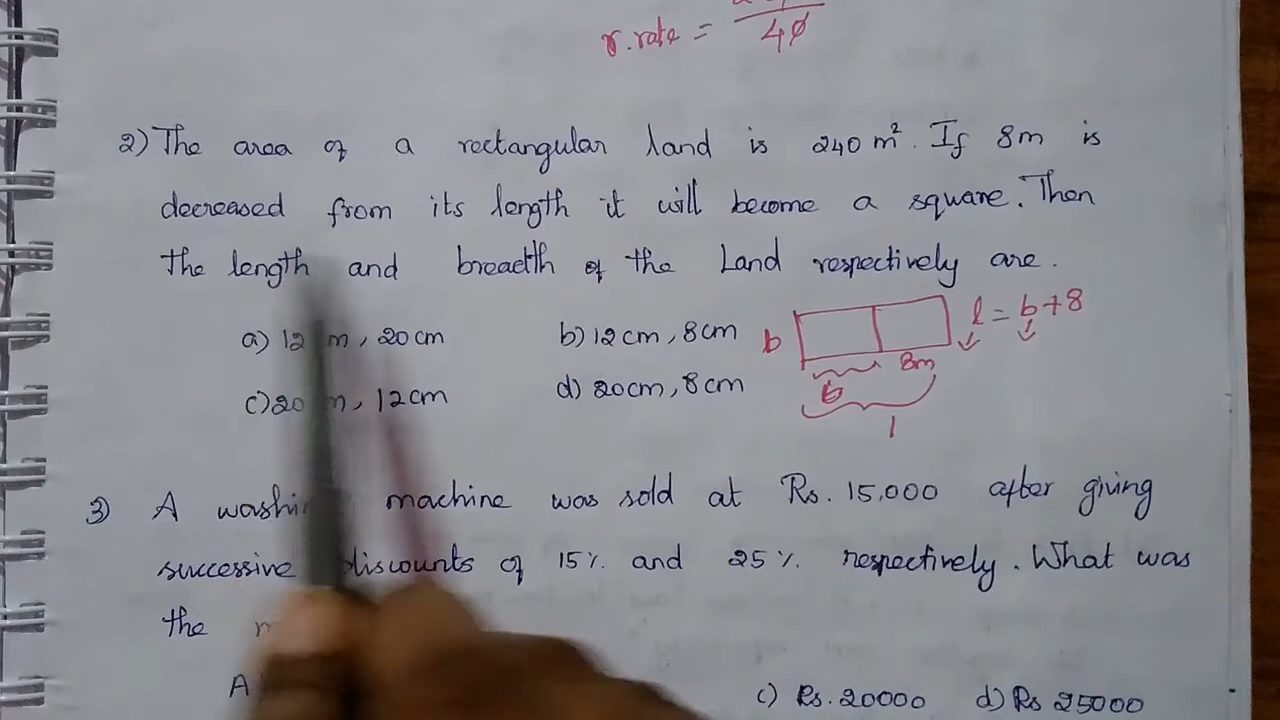 r.rate = 40
2) The area of a rectangular land is 240 m². If 8m is
decreased from its length it will become a square. Then
the length and breadth of the Land respectively are.
a) 12 m, 20 cm b) 12 cm, 8 cm
c) 20 m, 12 cm d) 20 cm, 8 cm
b
8m
b
l
l = b + 8
3) A machine was sold at Rs. 15,000 after giving
successive discounts of 15% and 25% respectively. What was
the
A c) Rs. 20000 d) Rs 25000